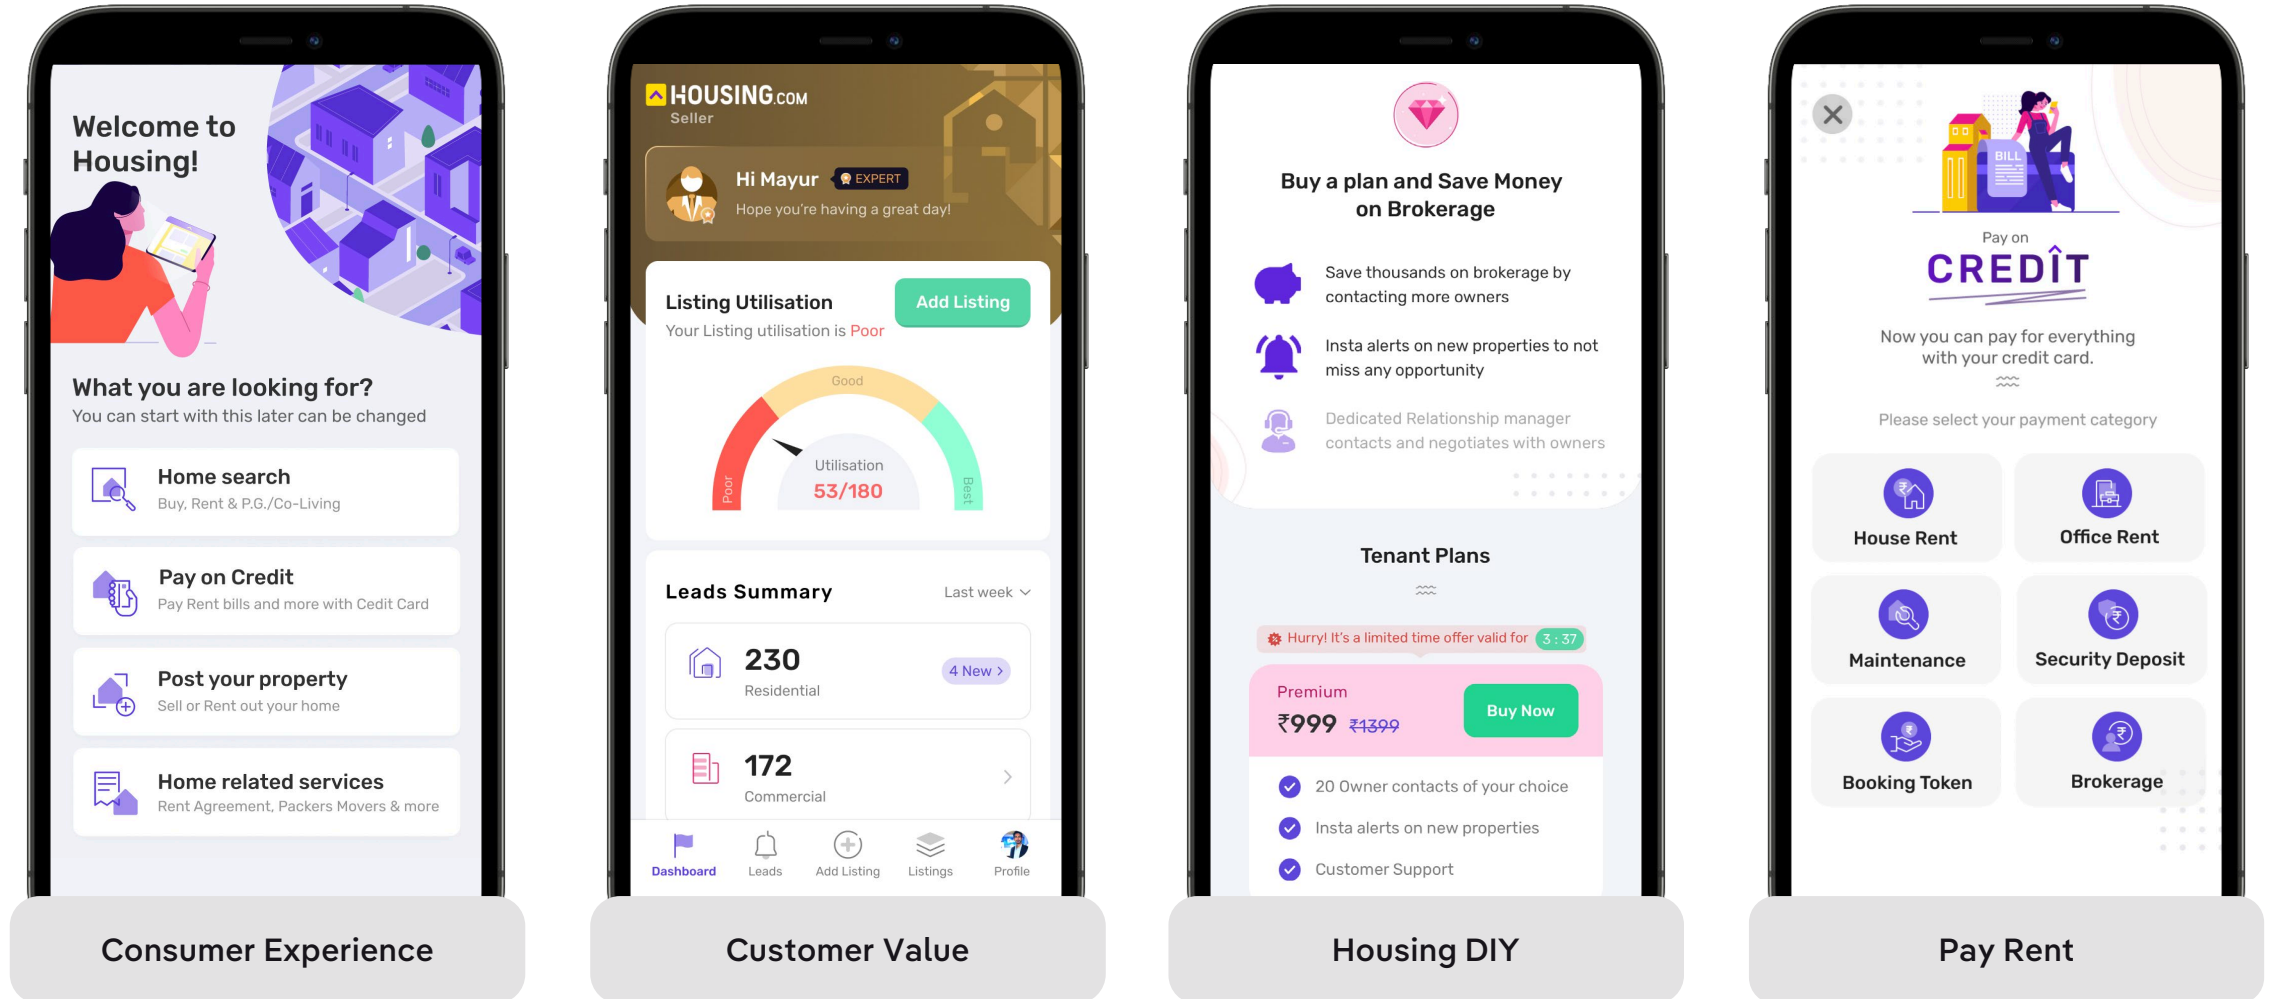 Welcome to
Housing!
What you are looking for?
You can start with this later can be changed
Home search
Buy, Rent & P.G./Co-Living
Pay on Credit
Pay Rent bills and more with Cedit Card
Post your property
Sell or Rent out your home
Home related services
Rent Agreement, Packers Movers & more
Consumer Experience
HOUSING.COM
Seller
Hi Mayur
EXPERT
Hope you're having a great day!
Listing Utilisation
Add Listing
Your Listing utilisation is Poor
Good
Poor
Best
Utilisation
53/180
Leads Summary
Last week
230
Residential
4 New >
172
Commercial
Dashboard
Leads
Add Listing
Listings
Profile
Customer Value
Buy a plan and Save Money
on Brokerage
Save thousands on brokerage by
contacting more owners
Insta alerts on new properties to not
miss any opportunity
Dedicated Relationship manager
contacts and negotiates with owners
Tenant Plans
Hurry! It's a limited time offer valid for 3 : 37
Premium
₹999 ₹1399
Buy Now
20 Owner contacts of your choice
Insta alerts on new properties
Customer Support
Housing DIY
BILL
Pay on
CREDIT
Now you can pay for everything
with your credit card.
Please select your payment category
House Rent
Office Rent
Maintenance
Security Deposit
Booking Token
Brokerage
Pay Rent